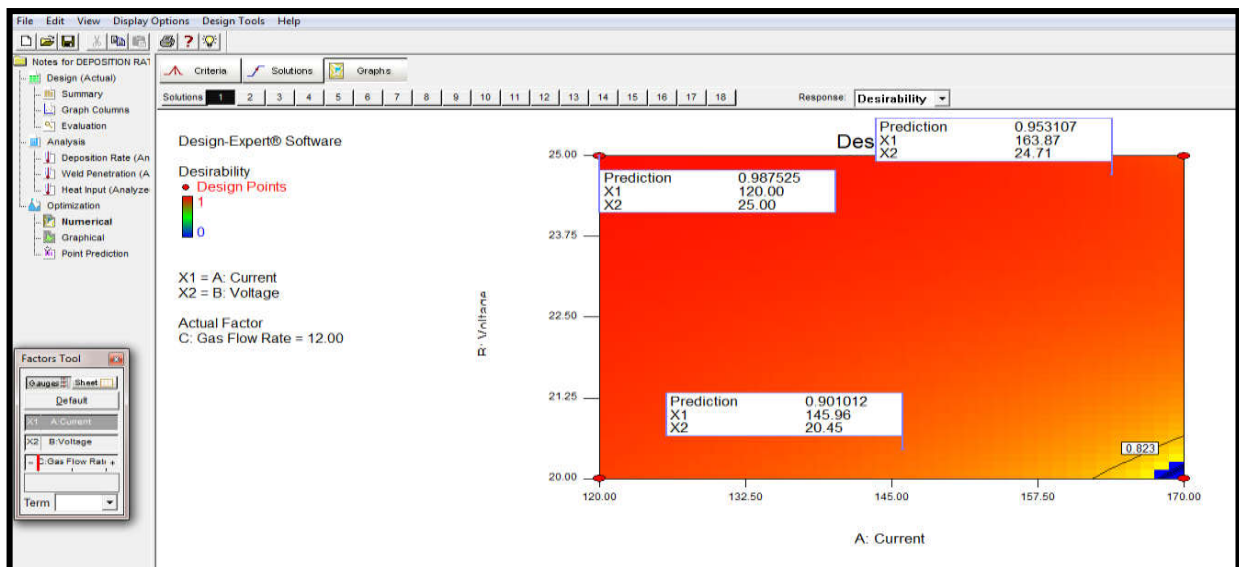 File Edit View Display Options Design Tools Help
Notes for DEPOSITION RAT
Design (Actual)
Summary
Graph Columns
Evaluation
Analysis
Deposition Rate (An
Weld Penetration (A
Heat Input (Analyze
Optimization
Numerical
Graphical
Point Prediction
Criteria Solutions Graphs
Solutions 1 2 3 4 5 6 7 8 9 10 11 12 13 14 15 16 17 18 Response: Desirability
Design-Expert® Software
Desirability
Design Points
1
0
X1 = A: Current
X2 = B: Voltage
Actual Factor
C: Gas Flow Rate = 12.00
Factors Tool
Gauges Sheet
Default
X1 A:Current
X2 B:Voltage
- C:Gas Flow Rate +
Term
Des
Prediction 0.953107
X1 163.87
X2 24.71
Prediction 0.987525
X1 120.00
X2 25.00
Prediction 0.901012
X1 145.96
X2 20.45
0.823
25.00
23.75
22.50
21.25
20.00
B: Voltage
120.00 132.50 145.00 157.50 170.00
A: Current